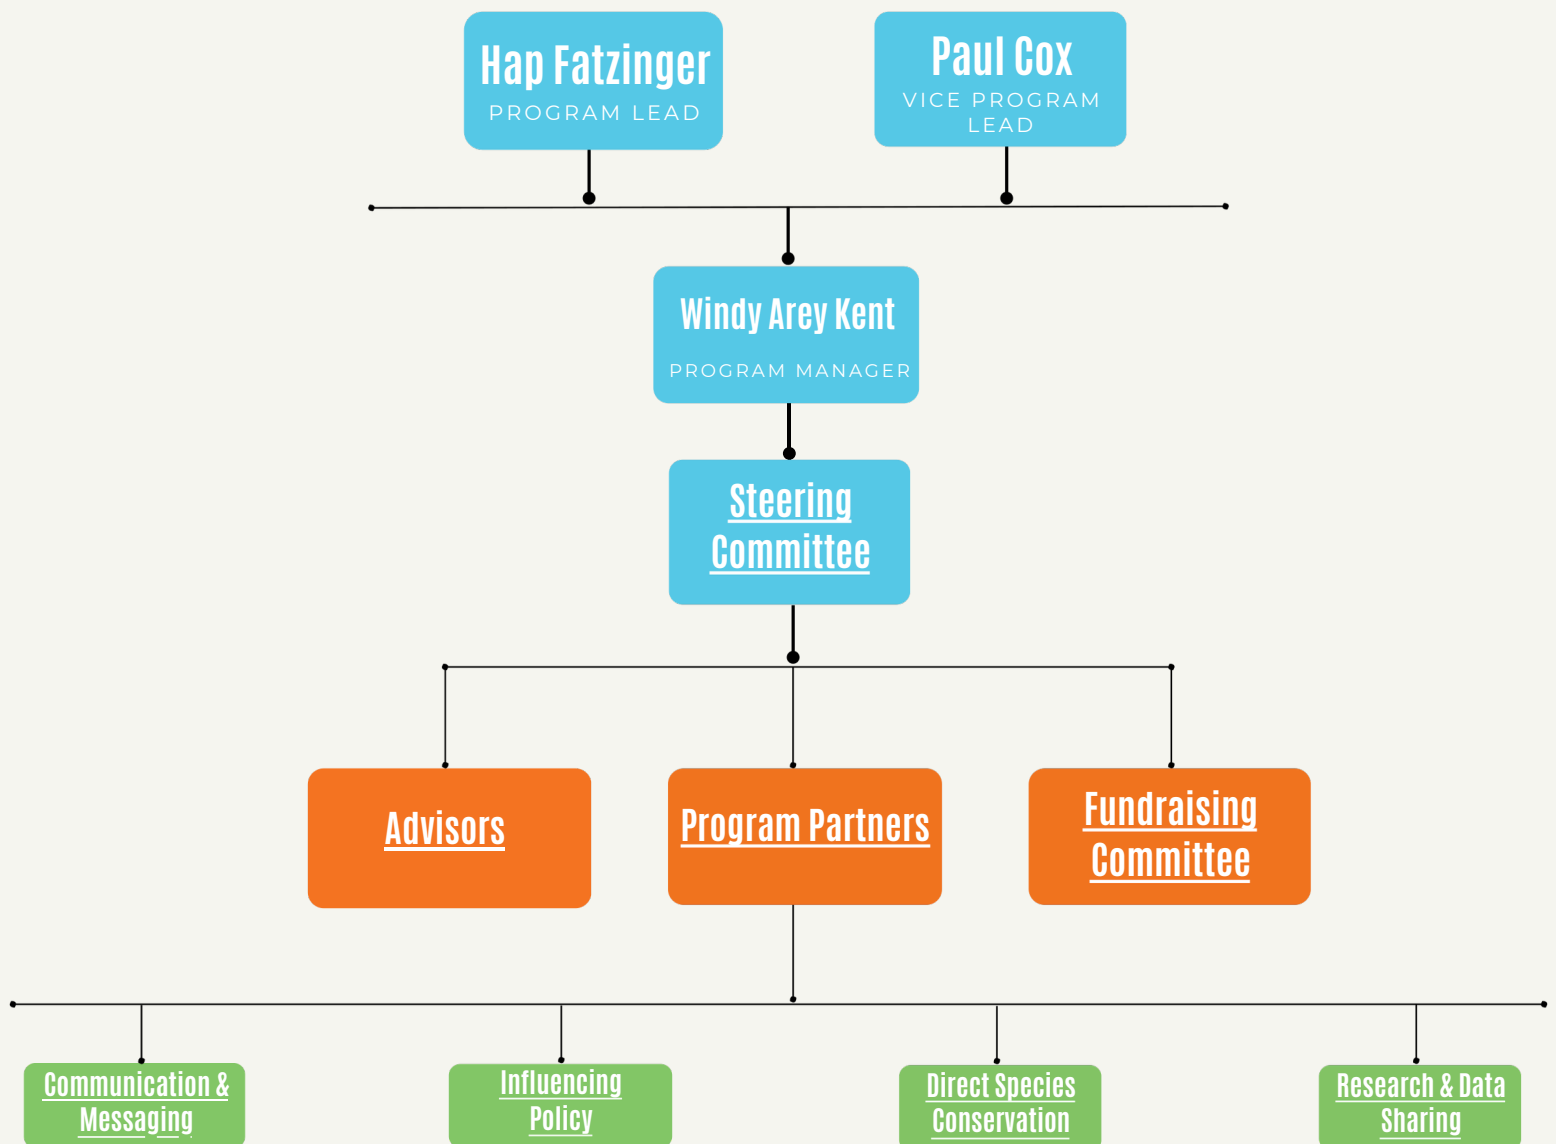 Hap Fatzinger
PROGRAM LEAD
Paul Cox
VICE PROGRAM
LEAD
Windy Arey Kent
PROGRAM MANAGER
Steering
Committee
Advisors
Program Partners
Fundraising
Committee
Communication &
Messaging
Influencing
Policy
Direct Species
Conservation
Research & Data
Sharing